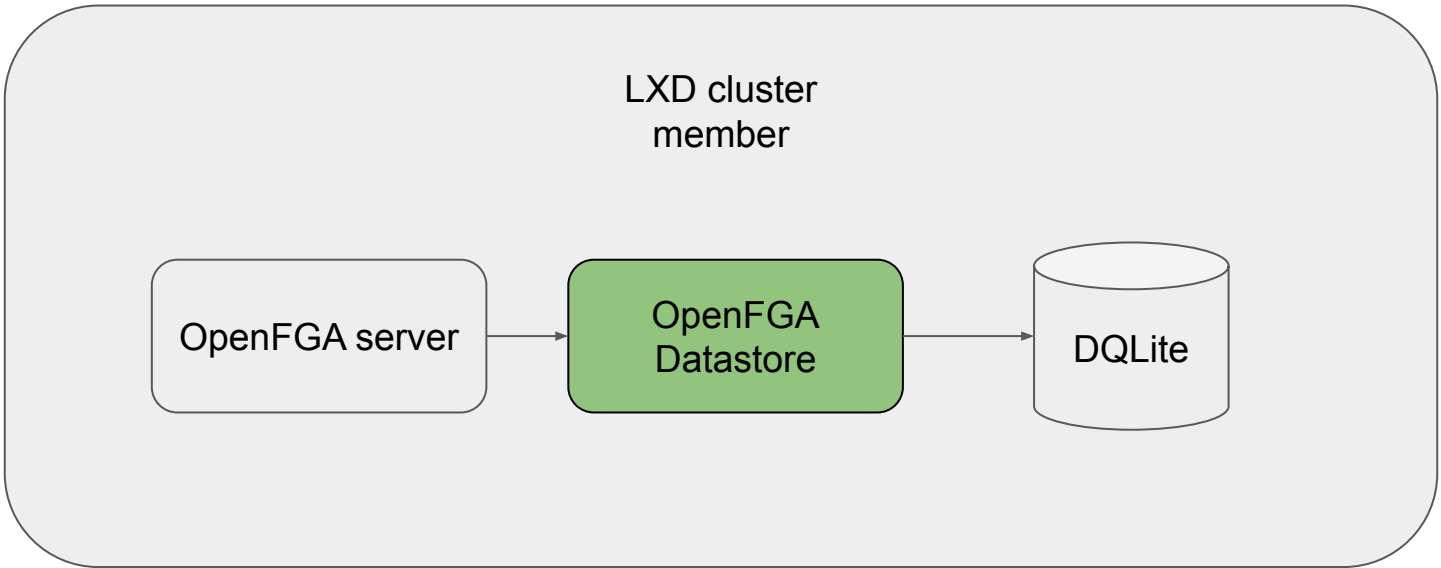 LXD cluster
member
OpenFGA server
OpenFGA
Datastore
DQLite